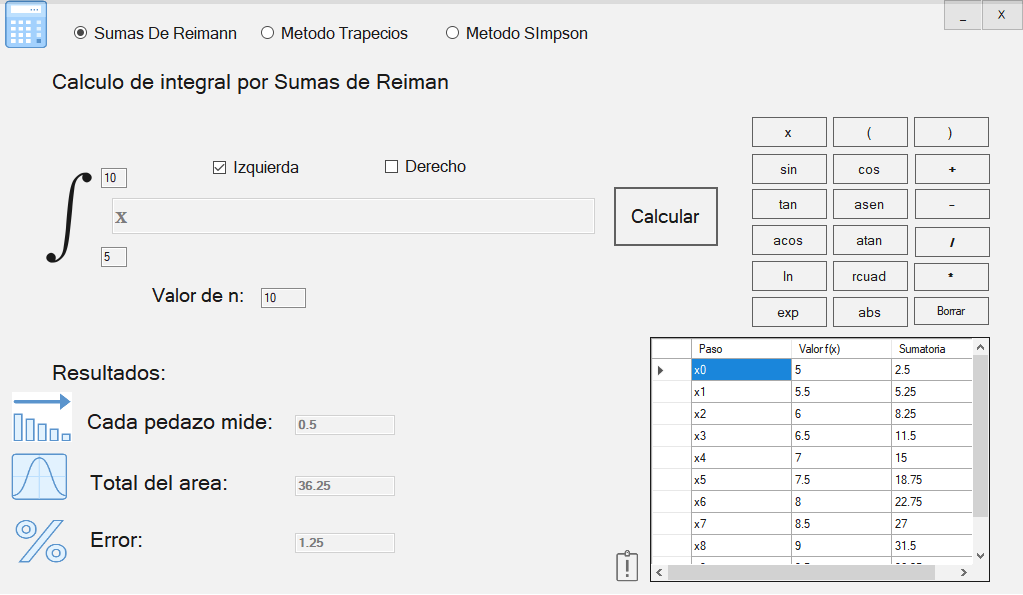 _ X
Sumas De Reimann Metodo Trapecios Metodo SImpson
Calculo de integral por Sumas de Reiman
x ( )
Izquierda Derecho
10
sin cos +
x
tan asen -
Calcular
5
acos atan /
Valor de n: 10
ln rcuad *
exp abs Borrar
Resultados:
Cada pedazo mide: 0.5
Total del area: 36.25
Error: 1.25
Paso Valor f(x) Sumatoria
x0 5 2.5
x1 5.5 5.25
x2 6 8.25
x3 6.5 11.5
x4 7 15
x5 7.5 18.75
x6 8 22.75
x7 8.5 27
x8 9 31.5